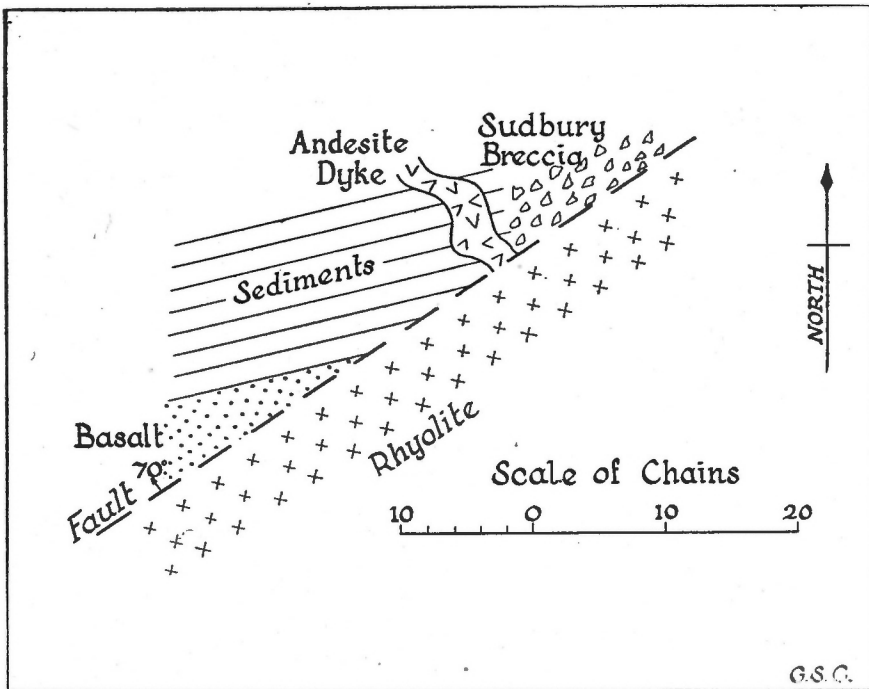 Andesite
Dyke
Sudbury
Breccia
Sediments
NORTH
Basalt
70°
Fault
Rhyolite
Scale of Chains
10 0 10 20
G.S.C.